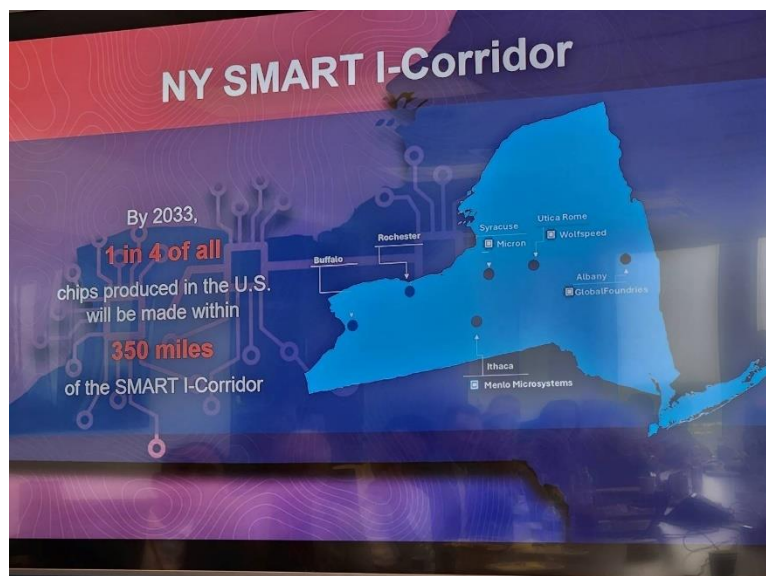 NY SMART I-Corridor
By 2033,
1 in 4 of all
chips produced in the U.S.
will be made within
350 miles
of the SMART I-Corridor
Buffalo
Rochester
Syracuse
Micron
Utica Rome
Wolfspeed
Albany
GlobalFoundries
Ithaca
Menlo Microsystems